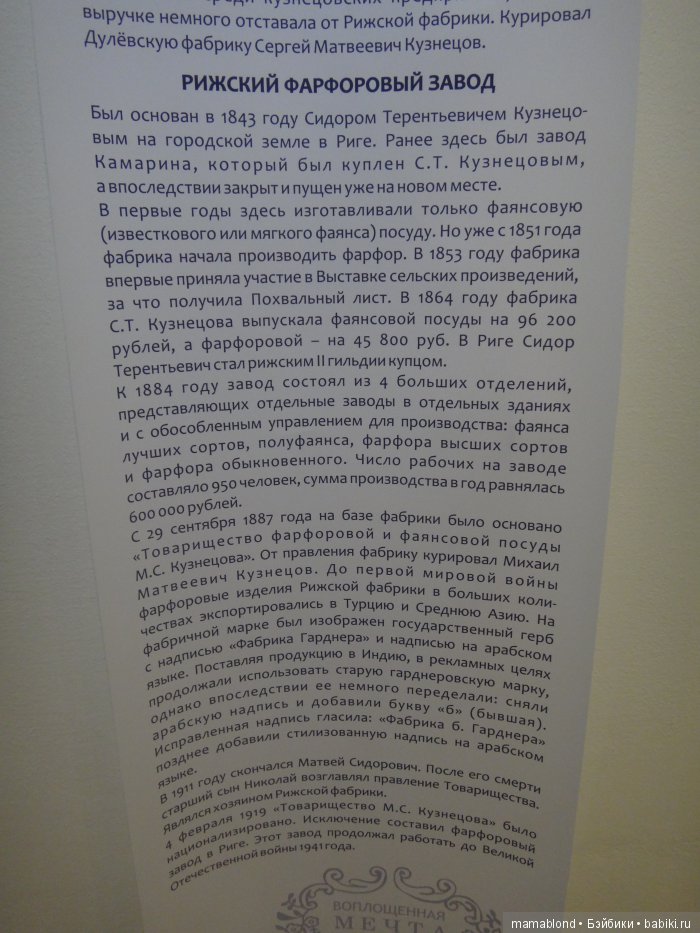 выручке немного отставала от Рижской фабрики. Курировал
Дулёвскую фабрику Сергей Матвеевич Кузнецов.
РИЖСКИЙ ФАРФОРОВЫЙ ЗАВОД
Был основан в 1843 году Сидором Терентьевичем Кузнецо-
вым на городской земле в Риге. Ранее здесь был завод
Камарина, который был куплен С.Т. Кузнецовым,
а впоследствии закрыт и пущен уже на новом месте.
В первые годы здесь изготавливали только фаянсовую
(известкового или мягкого фаянса) посуду. Но уже с 1851 года
фабрика начала производить фарфор. В 1853 году фабрика
впервые приняла участие в Выставке сельских произведений,
за что получила Похвальный лист. В 1864 году фабрика
С.Т. Кузнецова выпускала фаянсовой посуды на 96 200
рублей, а фарфоровой – на 45 800 руб. В Риге Сидор
Терентьевич стал рижским II гильдии купцом.
К 1884 году завод состоял из 4 больших отделений,
представляющих отдельные заводы в отдельных зданиях
и с обособленным управлением для производства: фаянса
лучших сортов, полуфаянса, фарфора высших сортов
и фарфора обыкновенного. Число рабочих на заводе
составляло 950 человек, сумма производства в год равнялась
600 000 рублей.
С 29 сентября 1887 года на базе фабрики было основано
«Товарищество фарфоровой и фаянсовой посуды
М.С. Кузнецова». От правления фабрику курировал Михаил
Матвеевич Кузнецов. До первой мировой войны
фарфоровые изделия Рижской фабрики в больших коли-
чествах экспортировались в Турцию и Среднюю Азию. На
фабричной марке был изображен государственный герб
с надписью «Фабрика Гарднера» и надписью на арабском
языке. Поставляя продукцию в Индию, в рекламных целях
продолжали использовать старую гарднеровскую марку,
однако впоследствии ее немного переделали: сняли
арабскую надпись и добавили букву «б» (бывшая).
Исправленная надпись гласила: «Фабрика б. Гарднера»
позднее добавили стилизованную надпись на арабском
языке.
В 1911 году скончался Матвей Сидорович. После его смерти
старший сын Николай возглавлял правление Товарищества.
Являлся хозяином Рижской фабрики.
4 февраля 1919 «Товарищество М.С. Кузнецова» было
национализировано. Исключение составил фарфоровый
завод в Риге. Этот завод продолжал работать до Великой
Отечественной войны 1941 года.
ВОПЛОЩЕННАЯ
МЕЧТА
mamablond • Бэйбики • babiki.ru